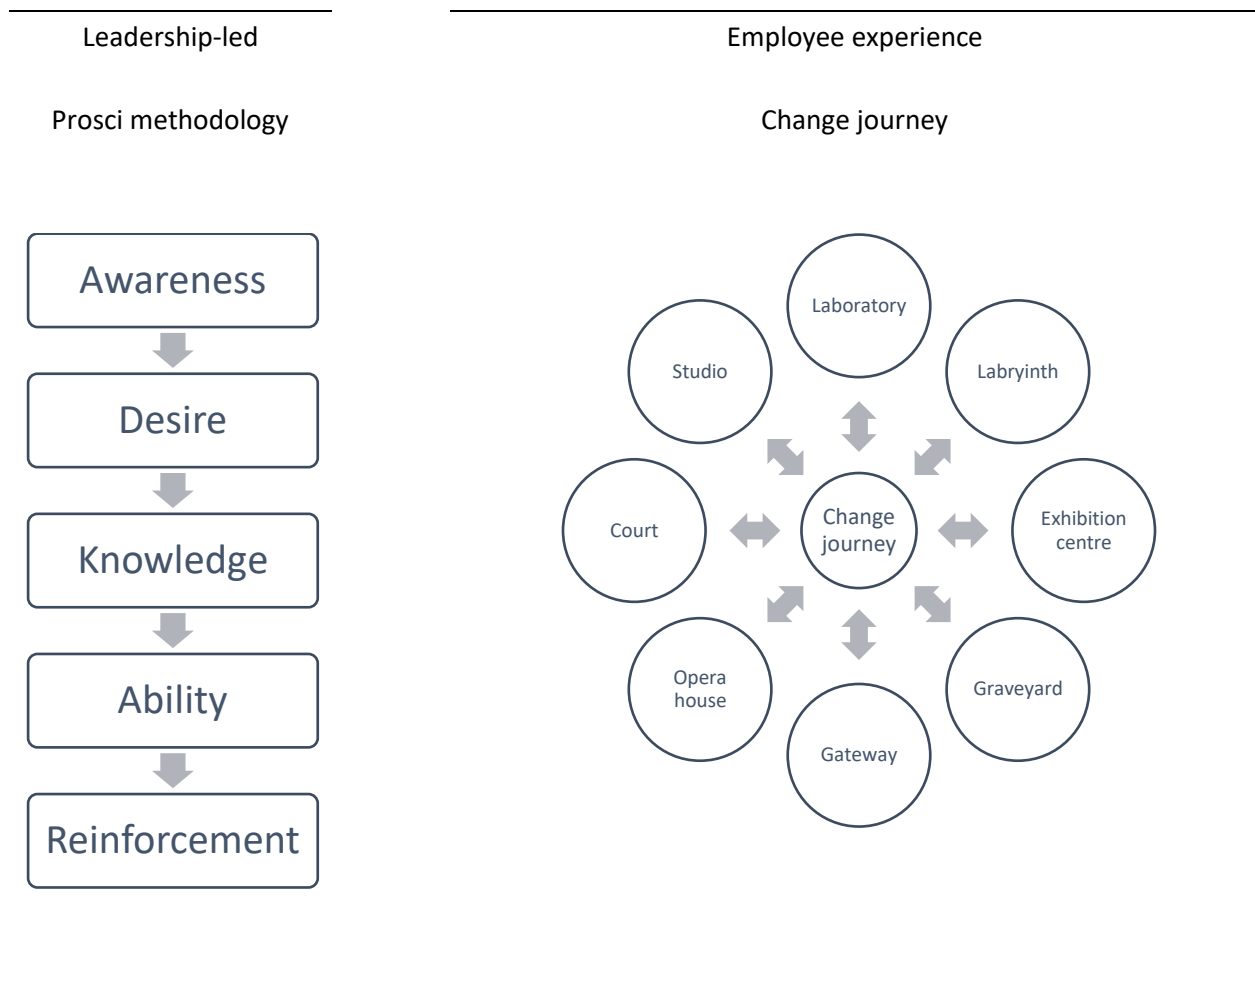 Leadership-led
Prosci methodology
Awareness
Desire
Knowledge
Ability
Reinforcement
Employee experience
Change journey
Laboratory
Labryinth
Exhibition
centre
Graveyard
Gateway
Opera
house
Court
Studio
Change
journey